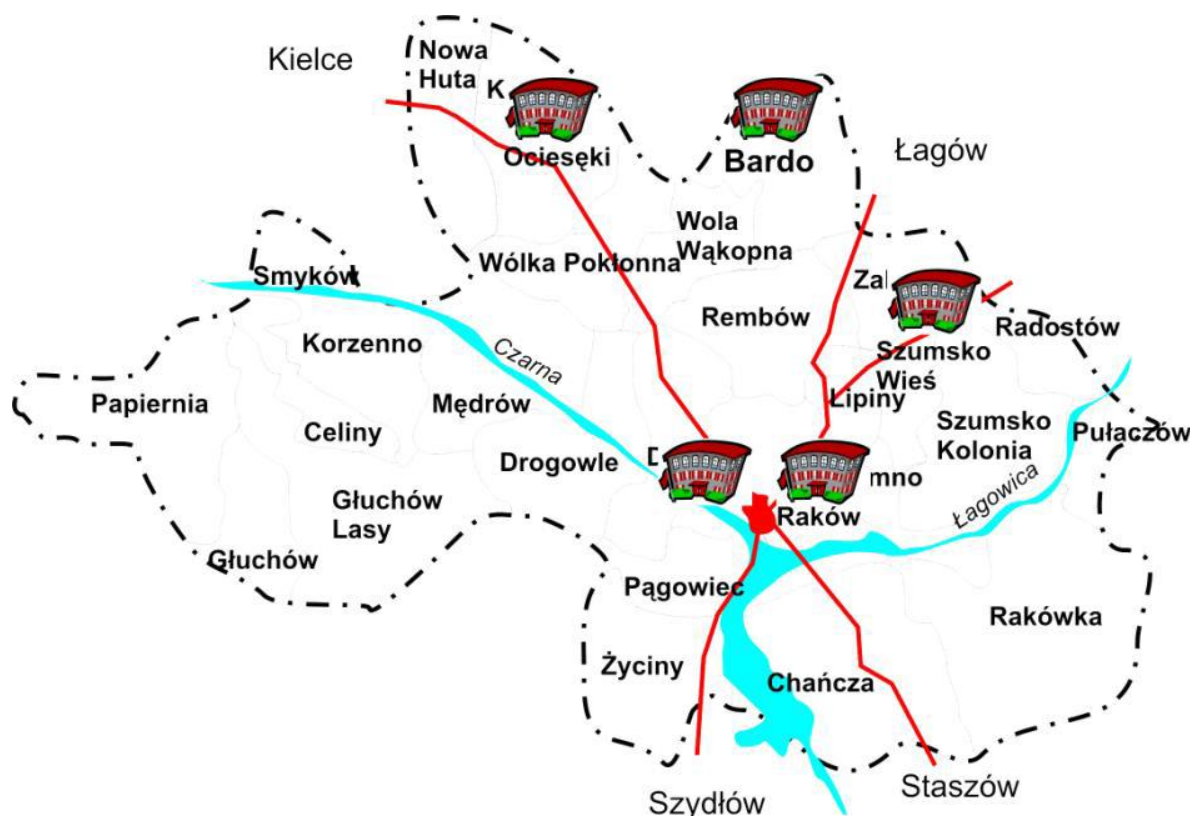 Nowa
Huta
Kielce
K
Ociesęki
Bardo
Łagów
Wola
Wąkopna
Wólka Pokłonna
Smyków
Zal
Rembów
Radostów
Korzenno
Czarna
Szumsko
Wieś
Papiernia
Mędrów
Lipiny
Szumsko
Kolonia
Pułaczów
Celiny
Drogowle
mno
Głuchów
Lasy
Łagowica
Raków
Głuchów
Pągowiec
Rakówka
Życiny
Chańcza
Staszów
Szydłów